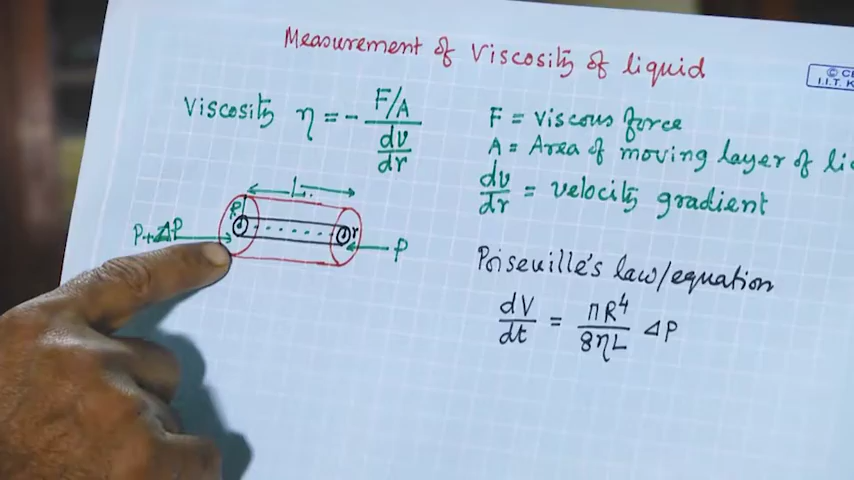 Measurement of Viscosity of liquid
© C
I.I.T. K
Viscosity η = - F/A / dv/dr
F = viscous force
A = Area of moving layer of
dv/dr = velocity gradient
L
R
r
P+ΔP
P
Poiseuille's law/equation
dV/dt = πR⁴/8ηL ΔP